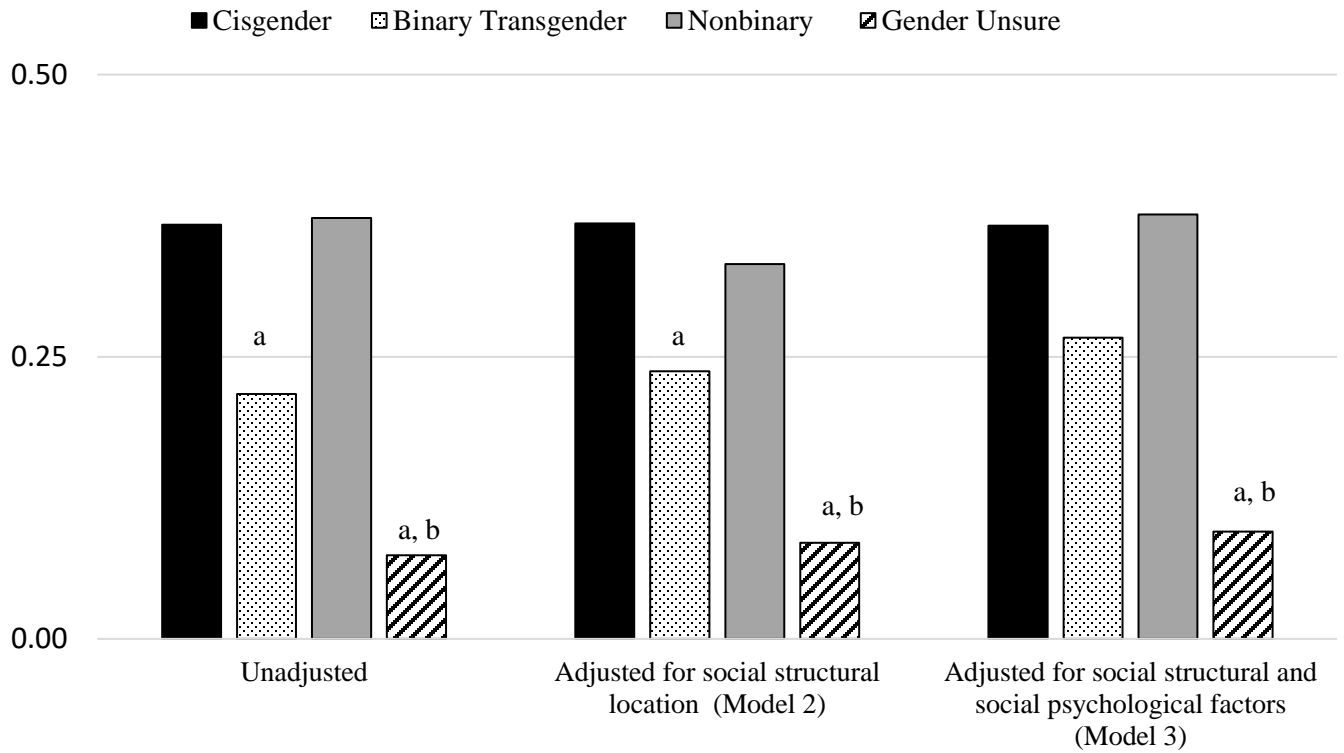 Cisgender Binary Transgender Nonbinary Gender Unsure
0.50
0.25
0.00
a
a, b
a
a, b
a, b
Unadjusted
Adjusted for social structural
location (Model 2)
Adjusted for social structural and
social psychological factors
(Model 3)